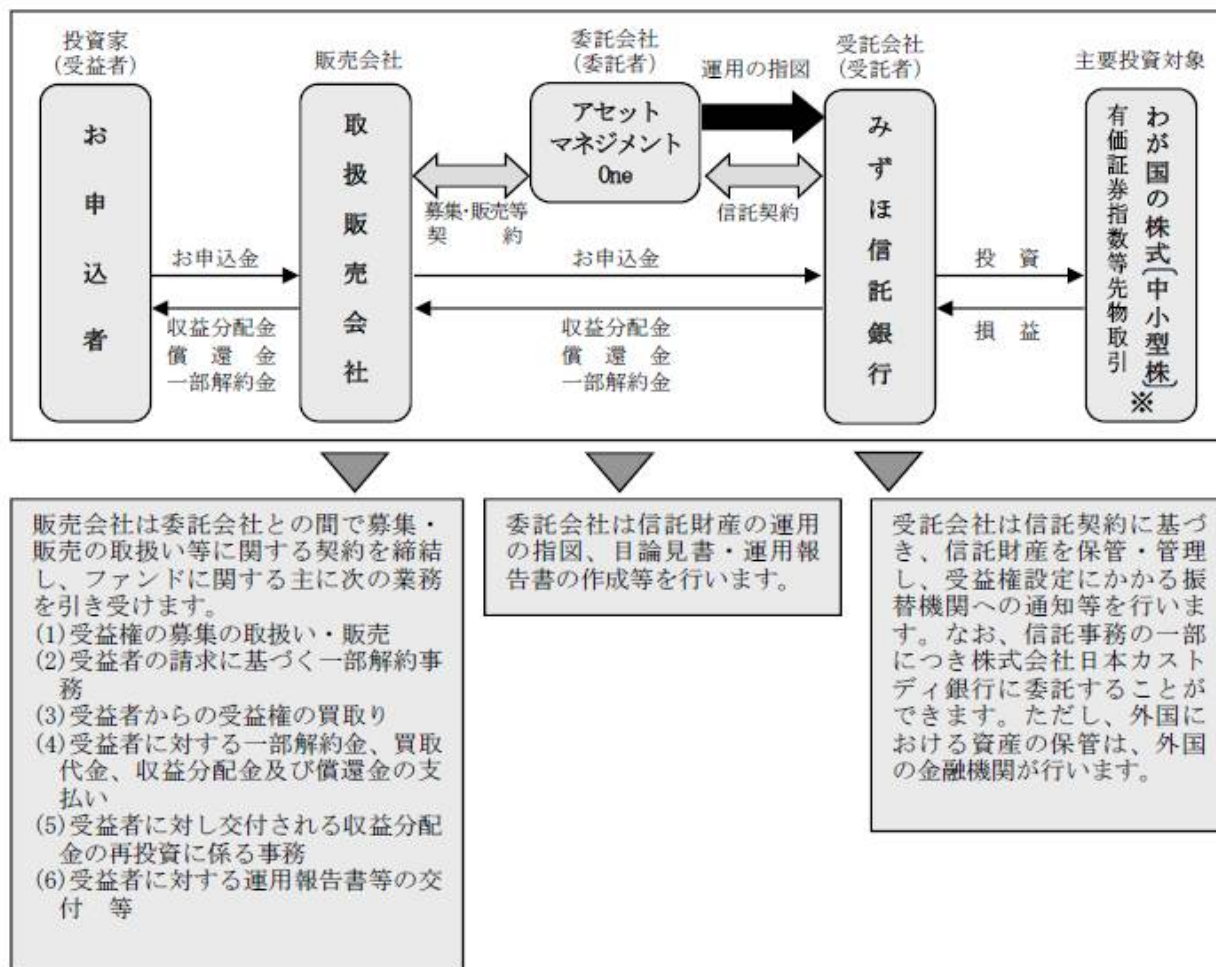 投資家
(受益者)
お申込者
販売会社
取扱販売会社
委託会社
(委託者)
アセット
マネジメント
One
運用の指図
受託会社
(受託者)
みずほ信託銀行
主要投資対象
わが国の株式〔中小型株〕※
有価証券指数等先物取引
募集・販売等
契　　約
信託契約
お申込金
収益分配金
償　還　金
一部解約金
お申込金
収益分配金
償　還　金
一部解約金
投　資
損　益
販売会社は委託会社との間で募集・
販売の取扱い等に関する契約を締結
し、ファンドに関する主に次の業務
を引き受けます。
(1)受益権の募集の取扱い・販売
(2)受益者の請求に基づく一部解約事
務
(3)受益者からの受益権の買取り
(4)受益者に対する一部解約金、買取
代金、収益分配金及び償還金の支
払い
(5)受益者に対し交付される収益分配
金の再投資に係る事務
(6)受益者に対する運用報告書等の交
付　等
委託会社は信託財産の運用
の指図、目論見書・運用報
告書の作成等を行います。
受託会社は信託契約に基づ
き、信託財産を保管・管理
し、受益権設定にかかる振
替機関への通知等を行いま
す。なお、信託事務の一部
につき株式会社日本カスト
ディ銀行に委託することが
できます。ただし、外国に
おける資産の保管は、外国
の金融機関が行います。